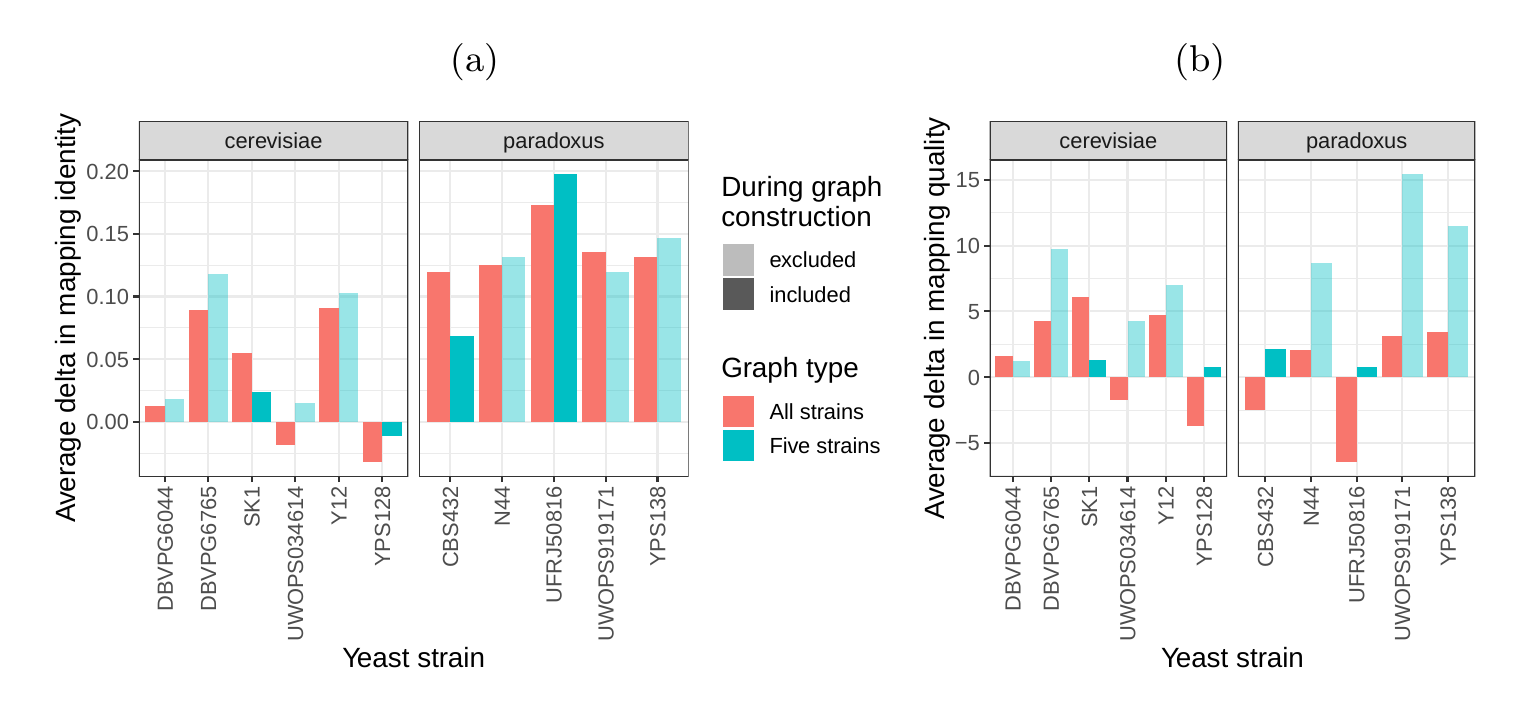 (a)
Average delta in mapping identity
cerevisiae
paradoxus
0.20
0.15
0.10
0.05
0.00
DBVPG6044
DBVPG6765
SK1
UWOPS034614
Y12
YPS128
CBS432
N44
UFRJ50816
UWOPS919171
YPS138
Yeast strain
During graph
construction
excluded
included
Graph type
All strains
Five strains
(b)
Average delta in mapping quality
cerevisiae
paradoxus
15
10
5
0
−5
DBVPG6044
DBVPG6765
SK1
UWOPS034614
Y12
YPS128
CBS432
N44
UFRJ50816
UWOPS919171
YPS138
Yeast strain